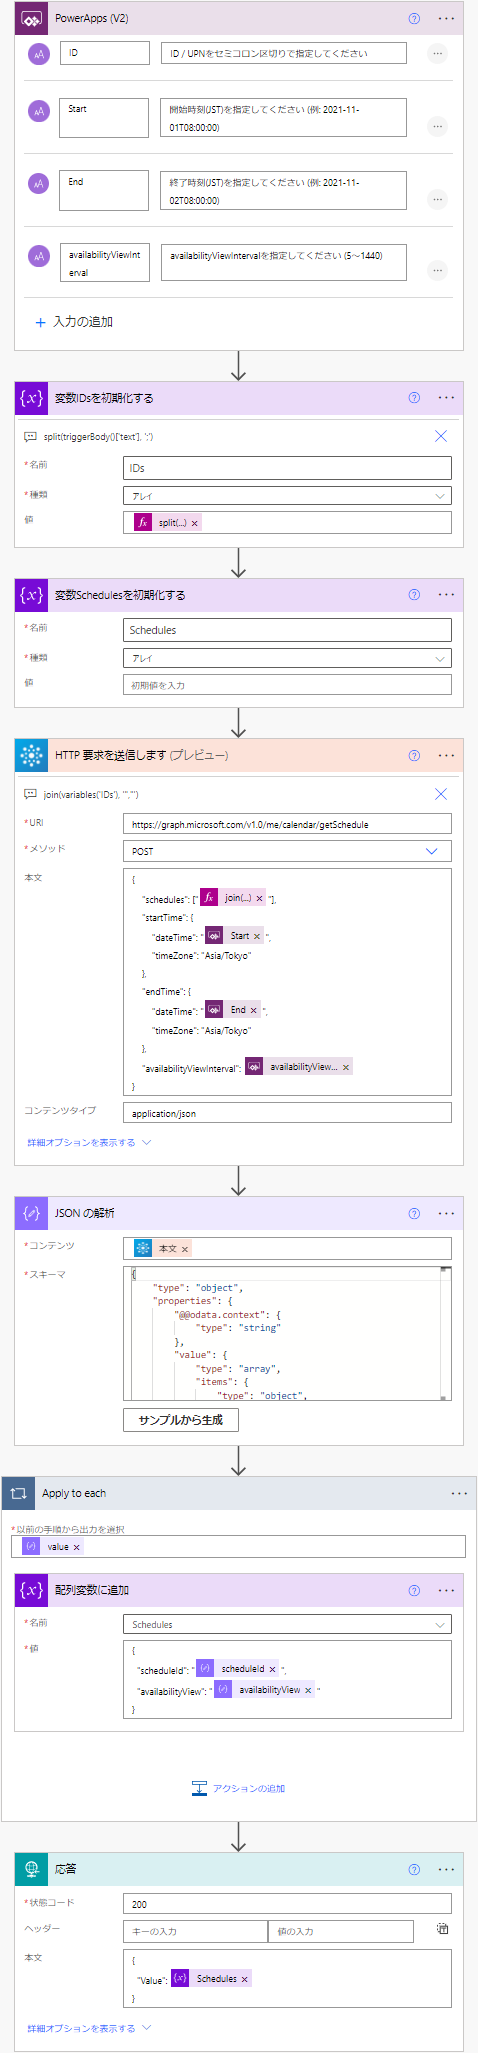 PowerApps (V2)
ID
ID / UPNをセミコロン区切りで指定してください
Start
開始時刻(JST)を指定してください (例: 2021-11-
01T08:00:00)
End
終了時刻(JST)を指定してください (例: 2021-11-
02T08:00:00)
availabilityViewInt
erval
availabilityViewIntervalを指定してください (5～1440)
+ 入力の追加
変数IDsを初期化する
split(triggerBody()['text'], ';')
*名前
IDs
*種類
アレイ
値
fx split(...) ×
変数Schedulesを初期化する
*名前
Schedules
*種類
アレイ
値
初期値を入力
HTTP 要求を送信します (プレビュー)
join(variables('IDs'), '","')
*URI
https://graph.microsoft.com/v1.0/me/calendar/getSchedule
*メソッド
POST
本文
{
"schedules": [" fx join(...) × "],
"startTime": {
"dateTime": " Start × ",
"timeZone": "Asia/Tokyo"
},
"endTime": {
"dateTime": " End × ",
"timeZone": "Asia/Tokyo"
},
"availabilityViewInterval": availabilityView... ×
}
コンテンツタイプ
application/json
詳細オプションを表示する
JSON の解析
*コンテンツ
本文 ×
*スキーマ
{
"type": "object",
"properties": {
"@@odata.context": {
"type": "string"
},
"value": {
"type": "array",
"items": {
"type": "object",
サンプルから生成
Apply to each
*以前の手順から出力を選択
value ×
配列変数に追加
*名前
Schedules
*値
{
"scheduleId": " scheduleId × ",
"availabilityView": " availabilityView × "
}
アクションの追加
応答
*状態コード
200
ヘッダー
キーの入力
値の入力
本文
{
"Value": Schedules ×
}
詳細オプションを表示する